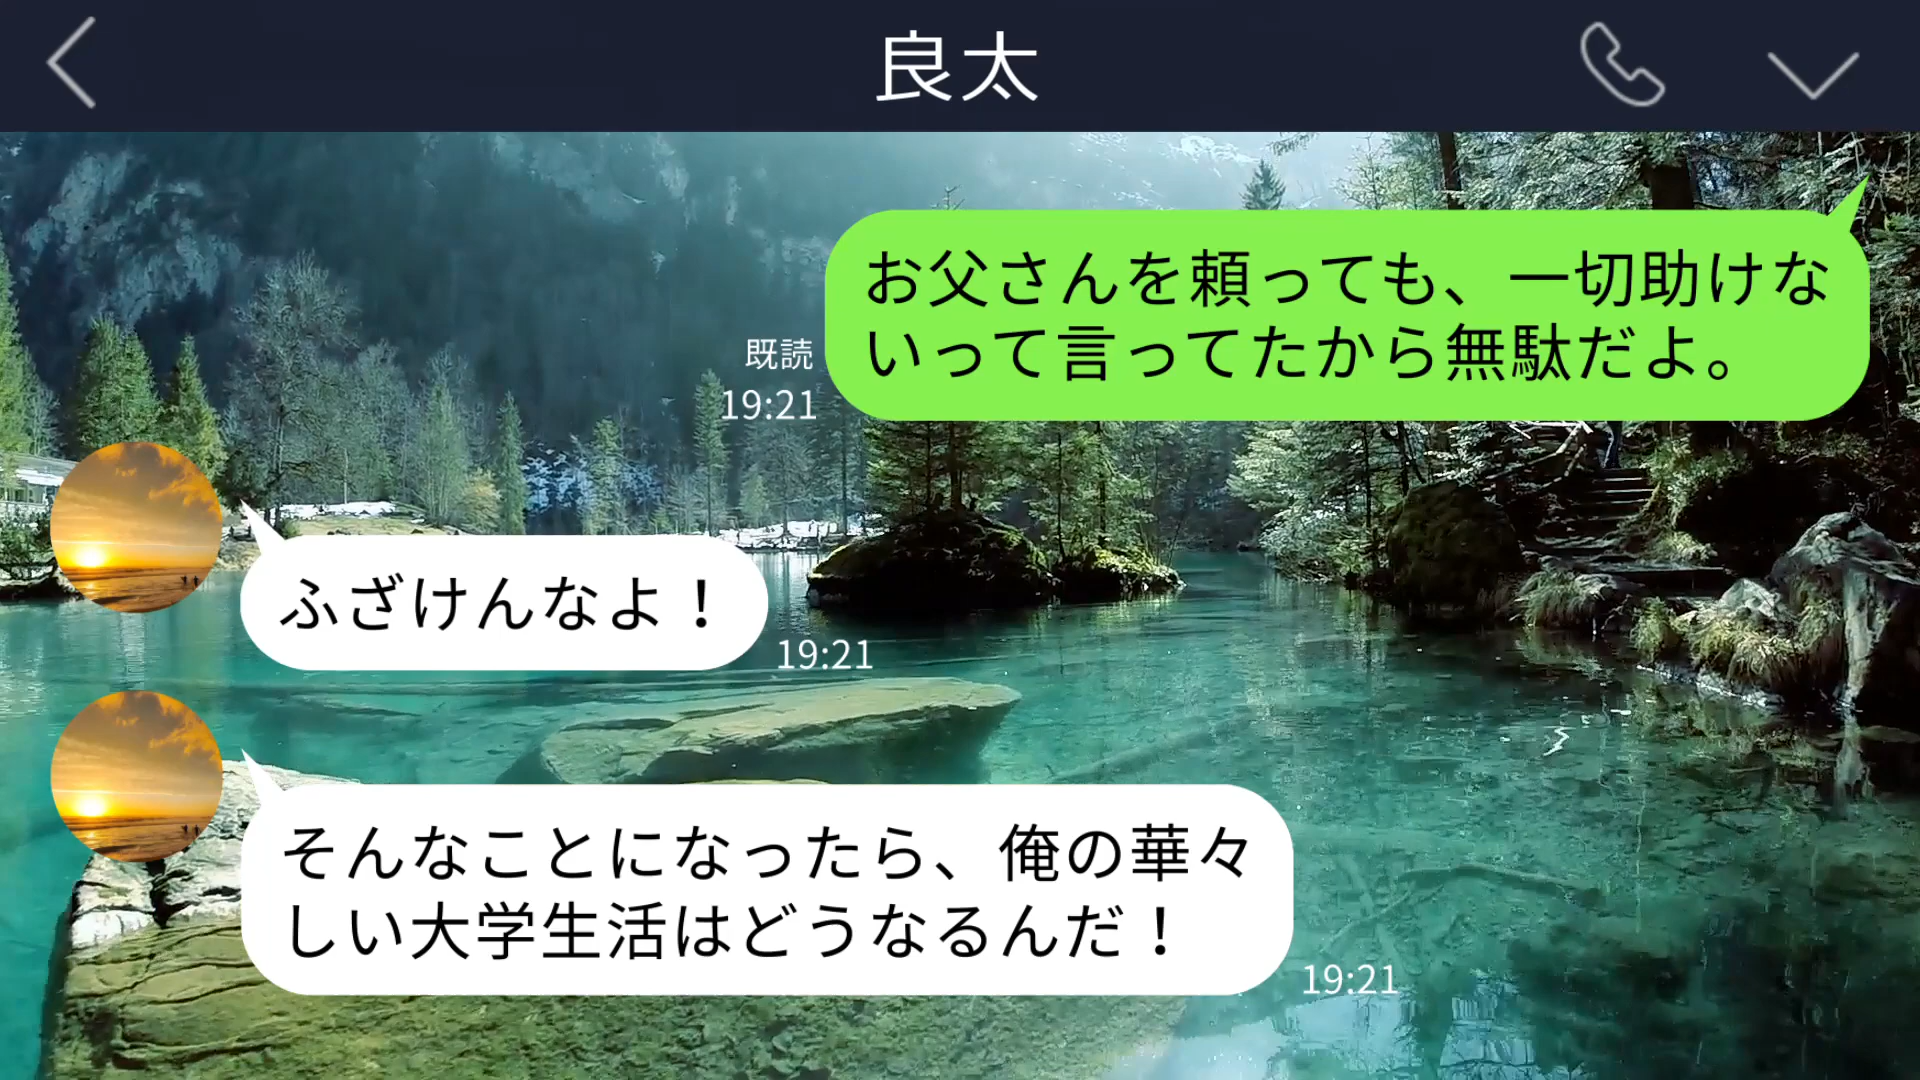 良太
お父さんを頼っても、一切助けな
いって言ってたから無駄だよ。
既読
19:21
ふざけんなよ！
19:21
そんなことになったら、俺の華々
しい大学生活はどうなるんだ！
19:21